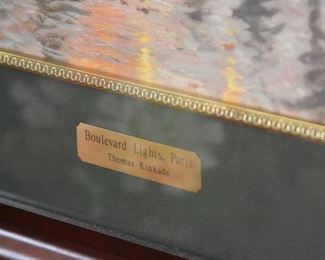 Boulevard Lights, Paris
Thomas Kinkade